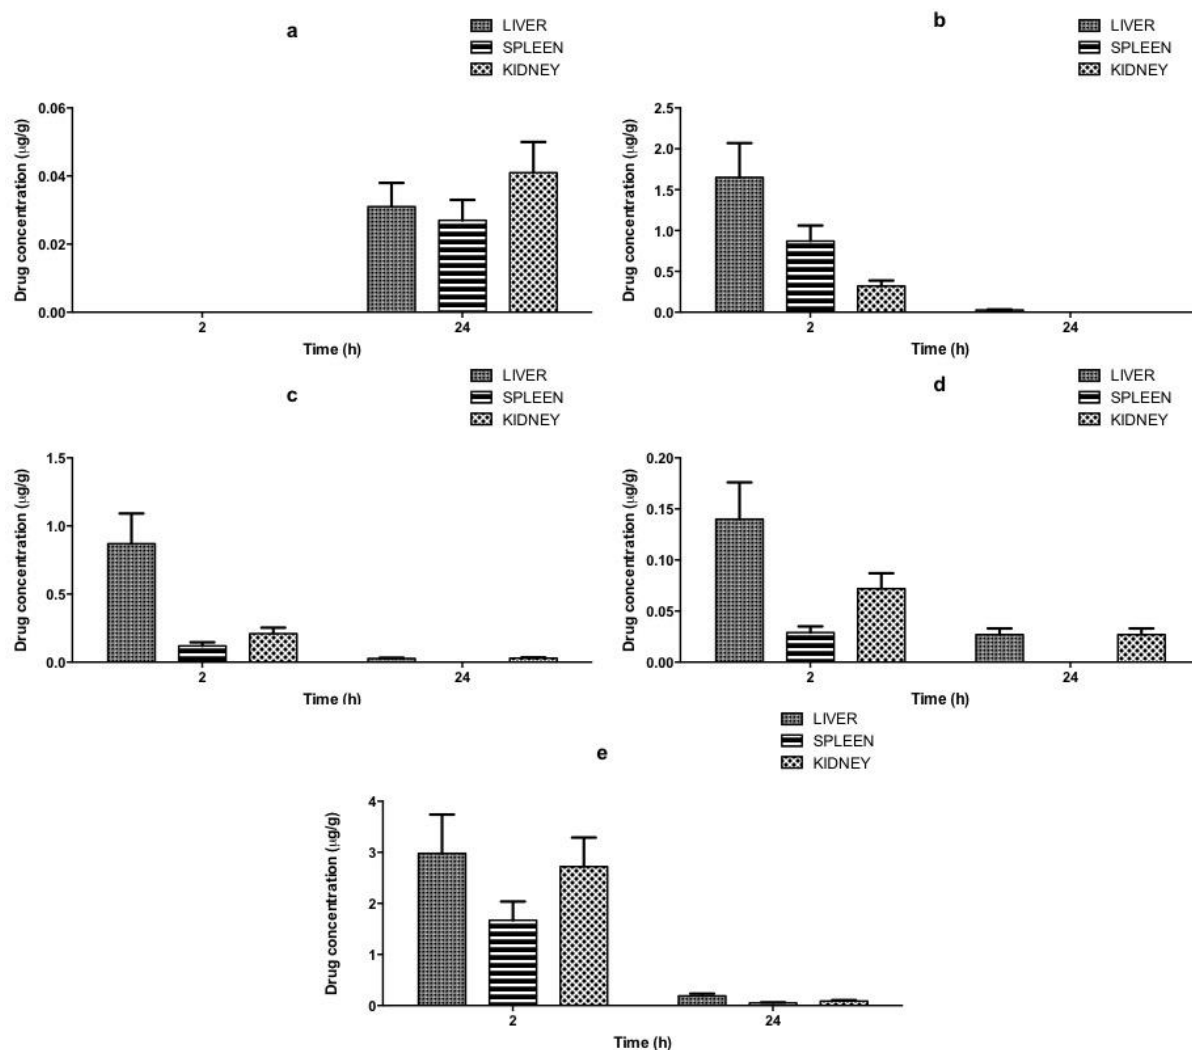 a
LIVER
SPLEEN
KIDNEY
Drug concentration (µg/g)
0.06
0.04
0.02
0.00
2
24
Time (h)
b
LIVER
SPLEEN
KIDNEY
Drug concentration (µg/g)
2.5
2.0
1.5
1.0
0.5
0.0
2
24
Time (h)
c
LIVER
SPLEEN
KIDNEY
Drug concentration (µg/g)
1.5
1.0
0.5
0.0
2
24
Time (h)
d
LIVER
SPLEEN
KIDNEY
Drug concentration (µg/g)
0.20
0.15
0.10
0.05
0.00
2
24
Time (h)
e
LIVER
SPLEEN
KIDNEY
Drug concentration (µg/g)
4
3
2
1
0
2
24
Time (h)